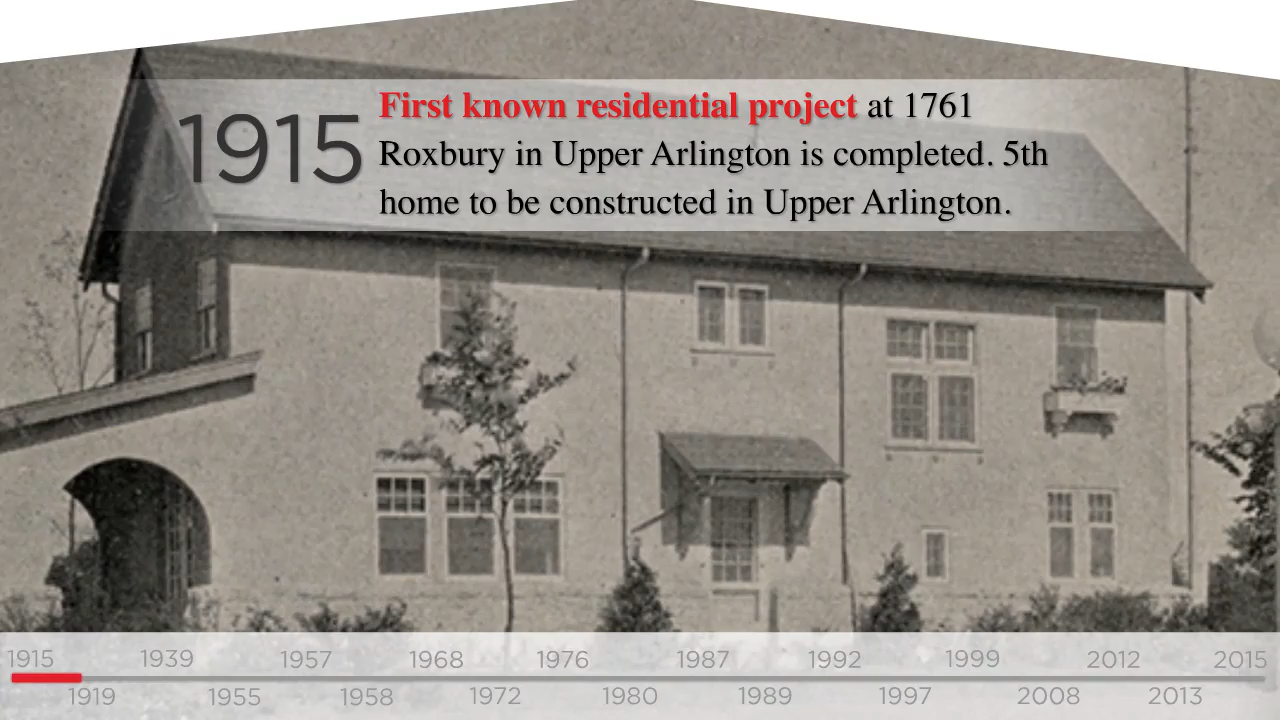 1915
First known residential project at 1761
Roxbury in Upper Arlington is completed. 5th
home to be constructed in Upper Arlington.
1915 1939 1957 1968 1976 1987 1992 1999 2012 2015
1919 1955 1958 1972 1980 1989 1997 2008 2013